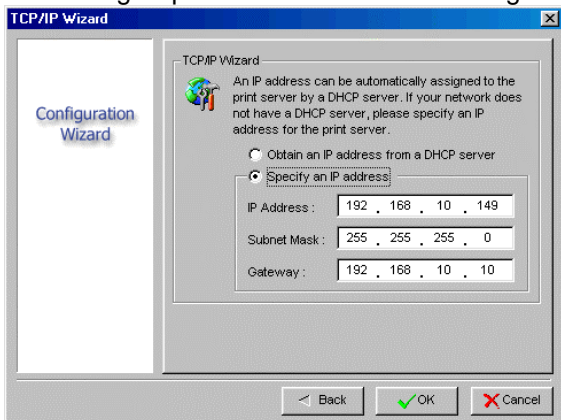 TCP/IP Wizard
Configuration
Wizard
TCP/IP Wizard
An IP address can be automatically assigned to the
print server by a DHCP server. If your network does
not have a DHCP server, please specify an IP
address for the print server.
Obtain an IP address from a DHCP server
Specify an IP address
IP Address : 192 . 168 . 10 . 149
Subnet Mask : 255 . 255 . 255 . 0
Gateway : 192 . 168 . 10 . 10
< Back OK Cancel